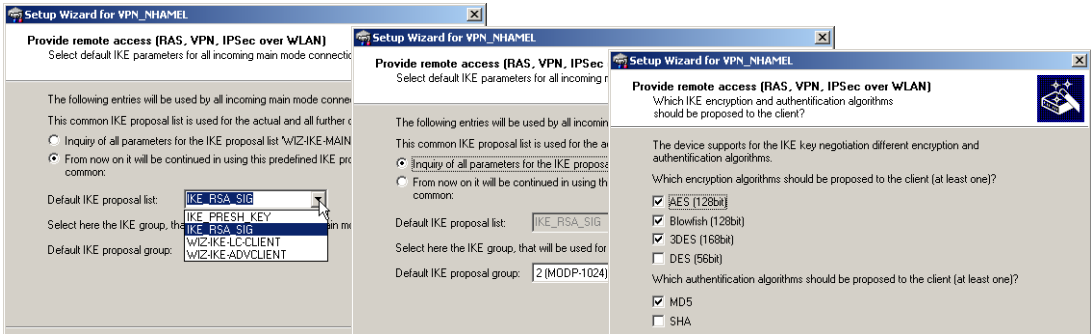 Setup Wizard for VPN_NHAMEL
Provide remote access (RAS, VPN, IPSec over WLAN)
Select default IKE parameters for all incoming main mode connectic
The following entries will be used by all incoming main mode conne
This common IKE proposal list is used for the actual and all further c
Inquiry of all parameters for the IKE proposal list 'WIZ-IKE-MAIN
From now on it will be continued in using this predefined IKE pro
common:
Default IKE proposal list: IKE_RSA_SIG
IKE_PRESH_KEY
IKE_RSA_SIG
WIZ-IKE-LC-CLIENT
WIZ-IKE-ADVCLIENT
Select here the IKE group, tha
in mo
Default IKE proposal group:
Setup Wizard for VPN_NHAMEL
Provide remote access (RAS, VPN, IPSec
Select default IKE parameters for all incoming r
The following entries will be used by all incomin
This common IKE proposal list is used for the a
Inquiry of all parameters for the IKE proposa
From now on it will be continued in using th
common:
Default IKE proposal list: IKE_RSA_SIG
Select here the IKE group, that will be used for
Default IKE proposal group: 2 (MODP-1024)
Setup Wizard for VPN_NHAMEL
Provide remote access (RAS, VPN, IPSec over WLAN)
Which IKE encryption and authentification algorithms
should be proposed to the client?
The device supports for the IKE key negotiation different encryption and
authentification algorithms.
Which encryption algorithms should be proposed to the client (at least one)?
AES (128bit)
Blowfish (128bit)
3DES (168bit)
DES (56bit)
Which authentification algorithms should be proposed to the client (at least one)?
MD5
SHA